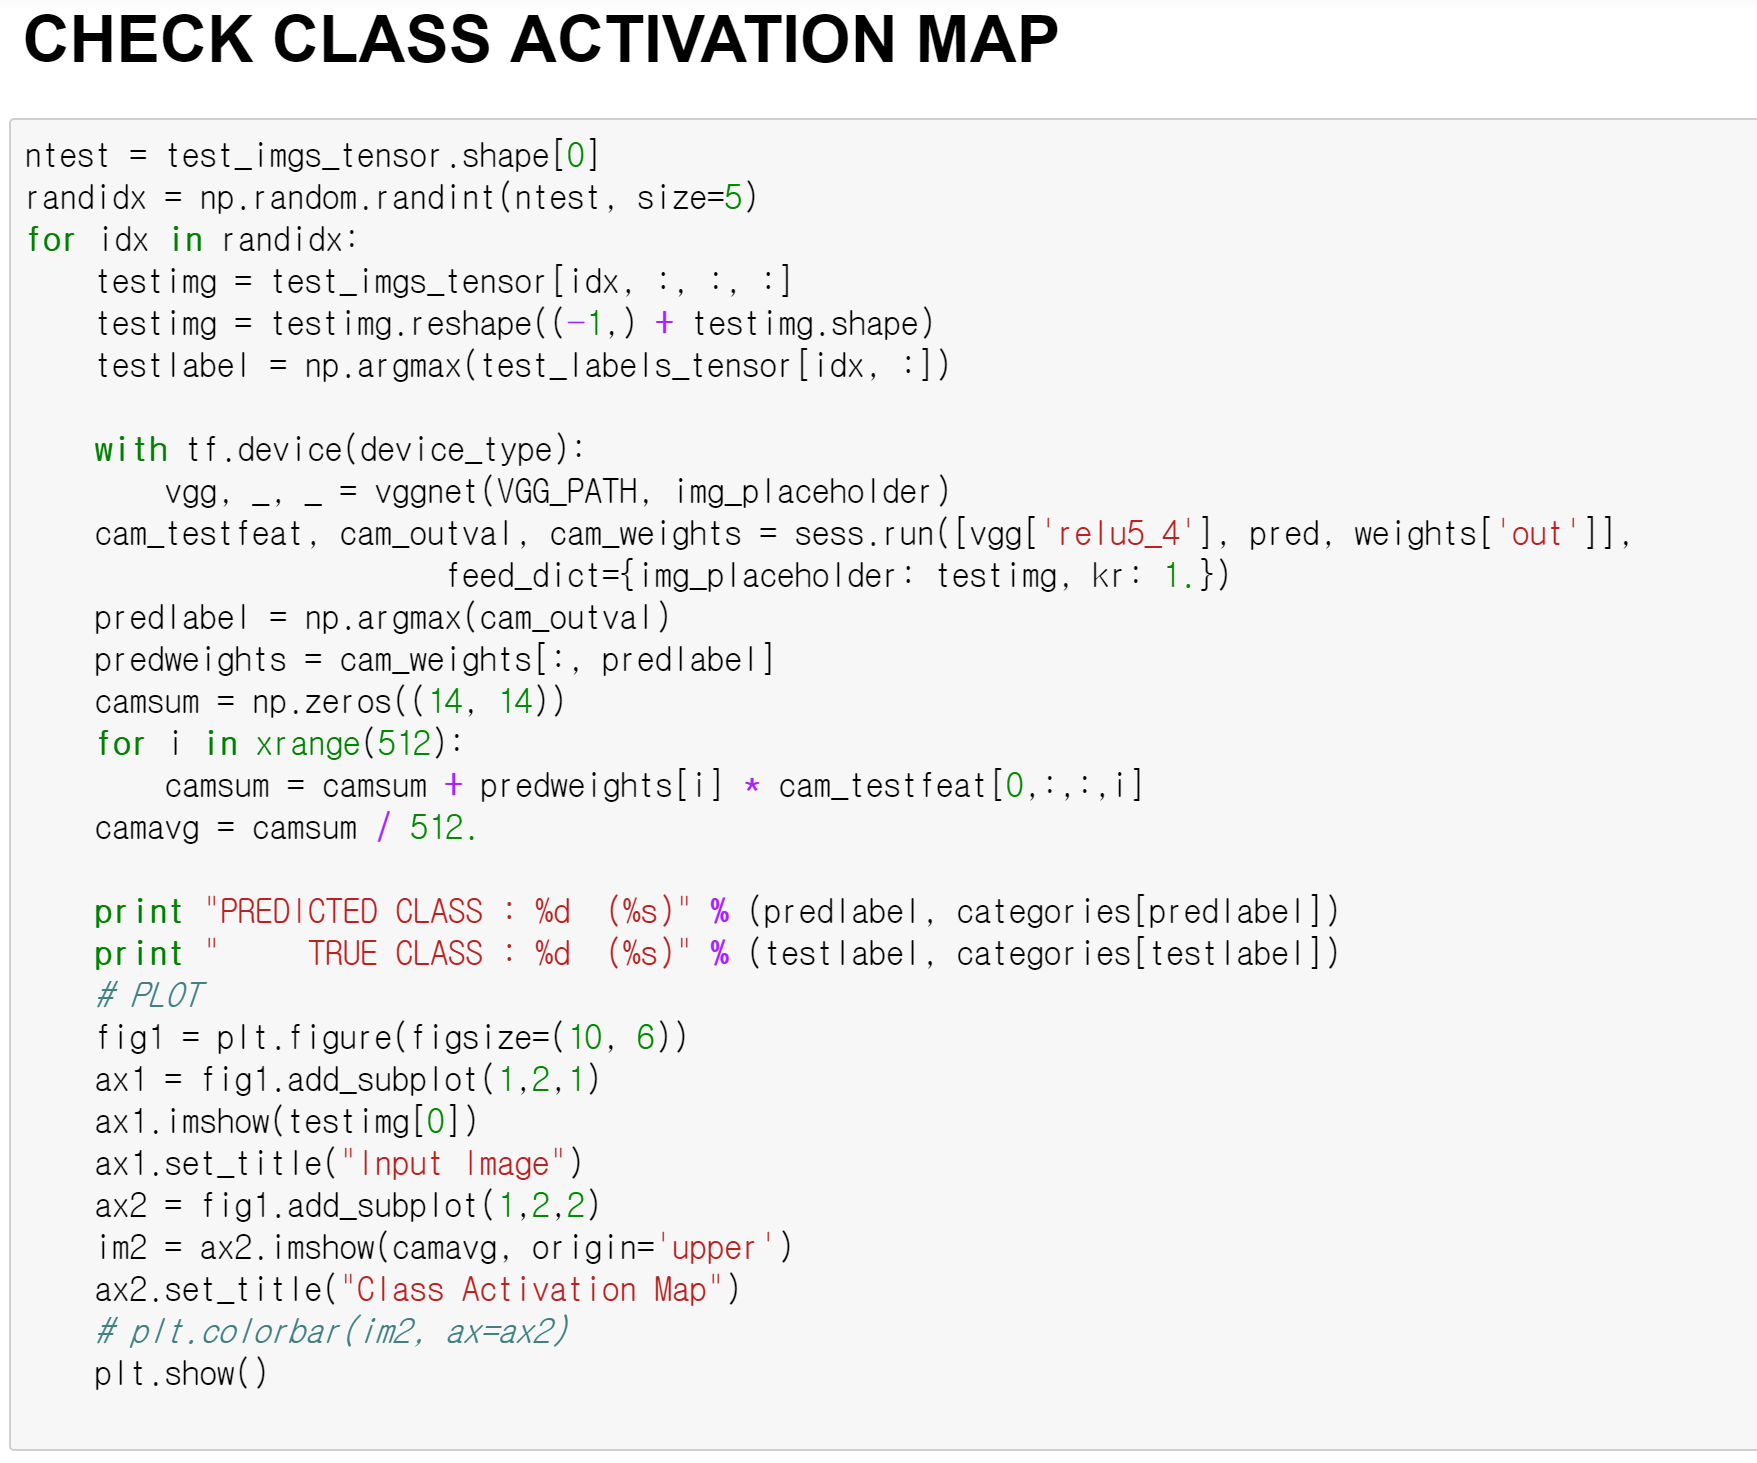 CHECK CLASS ACTIVATION MAP
ntest = test_imgs_tensor.shape[0]
randidx = np.random.randint(ntest, size=5)
for idx in randidx:
    testimg = test_imgs_tensor[idx, :, :, :]
    testimg = testimg.reshape((-1,) + testimg.shape)
    testlabel = np.argmax(test_labels_tensor[idx, :])

    with tf.device(device_type):
        vgg, _, _ = vggnet(VGG_PATH, img_placeholder)
    cam_testfeat, cam_outval, cam_weights = sess.run([vgg['relu5_4'], pred, weights['out']],
                        feed_dict={img_placeholder: testimg, kr: 1.})
    predlabel = np.argmax(cam_outval)
    predweights = cam_weights[:, predlabel]
    camsum = np.zeros((14, 14))
    for i in xrange(512):
        camsum = camsum + predweights[i] * cam_testfeat[0,:,:,i]
    camavg = camsum / 512.

    print "PREDICTED CLASS : %d  (%s)" % (predlabel, categories[predlabel])
    print "     TRUE CLASS : %d  (%s)" % (testlabel, categories[testlabel])
    # PLOT
    fig1 = plt.figure(figsize=(10, 6))
    ax1 = fig1.add_subplot(1,2,1)
    ax1.imshow(testimg[0])
    ax1.set_title("Input Image")
    ax2 = fig1.add_subplot(1,2,2)
    im2 = ax2.imshow(camavg, origin='upper')
    ax2.set_title("Class Activation Map")
    # plt.colorbar(im2, ax=ax2)
    plt.show()